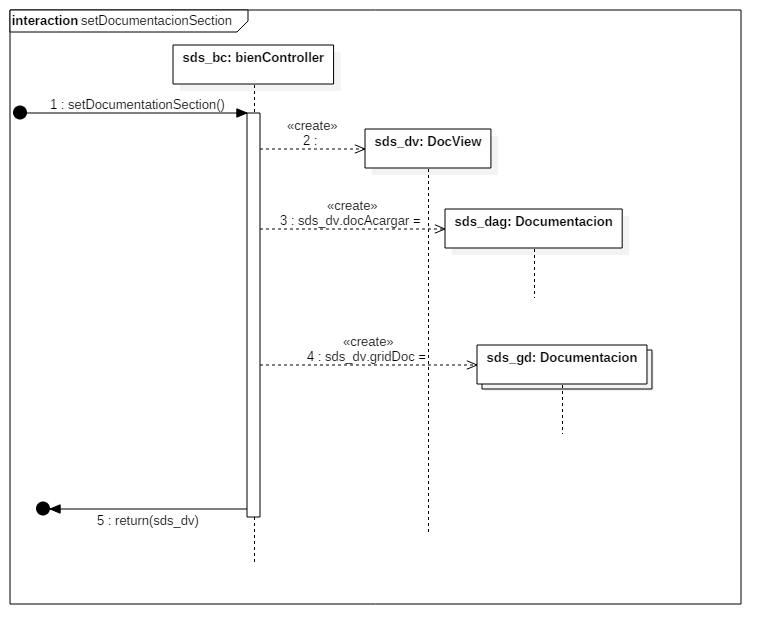 interaction setDocumentacionSection
sds_bc: bienController
1 : setDocumentationSection()
«create»
2 :
sds_dv: DocView
«create»
3 : sds_dv.docAcargar =
sds_dag: Documentacion
«create»
4 : sds_dv.gridDoc =
sds_gd: Documentacion
5 : return(sds_dv)